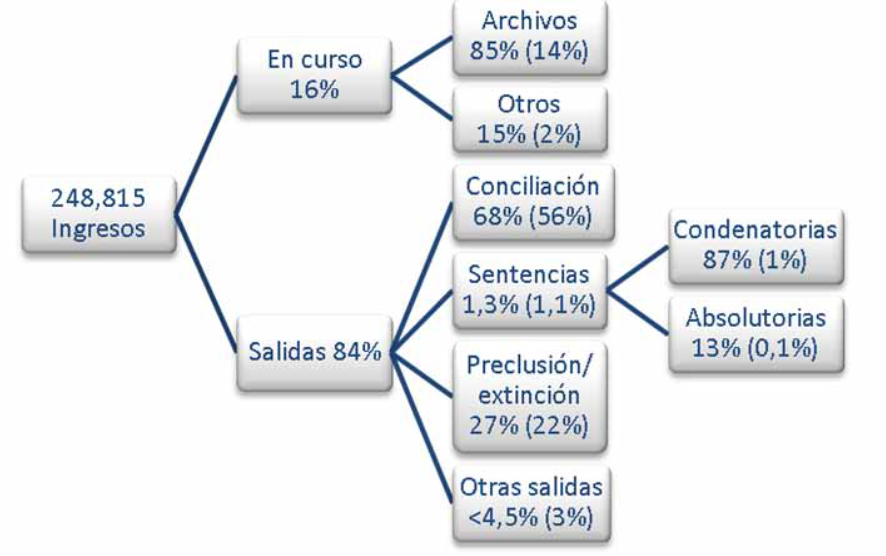 248,815
Ingresos
En curso
16%
Archivos
85% (14%)
Otros
15% (2%)
Salidas 84%
Conciliación
68% (56%)
Sentencias
1,3% (1,1%)
Condenatorias
87% (1%)
Absolutorias
13% (0,1%)
Preclusión/
extinción
27% (22%)
Otras salidas
<4,5% (3%)